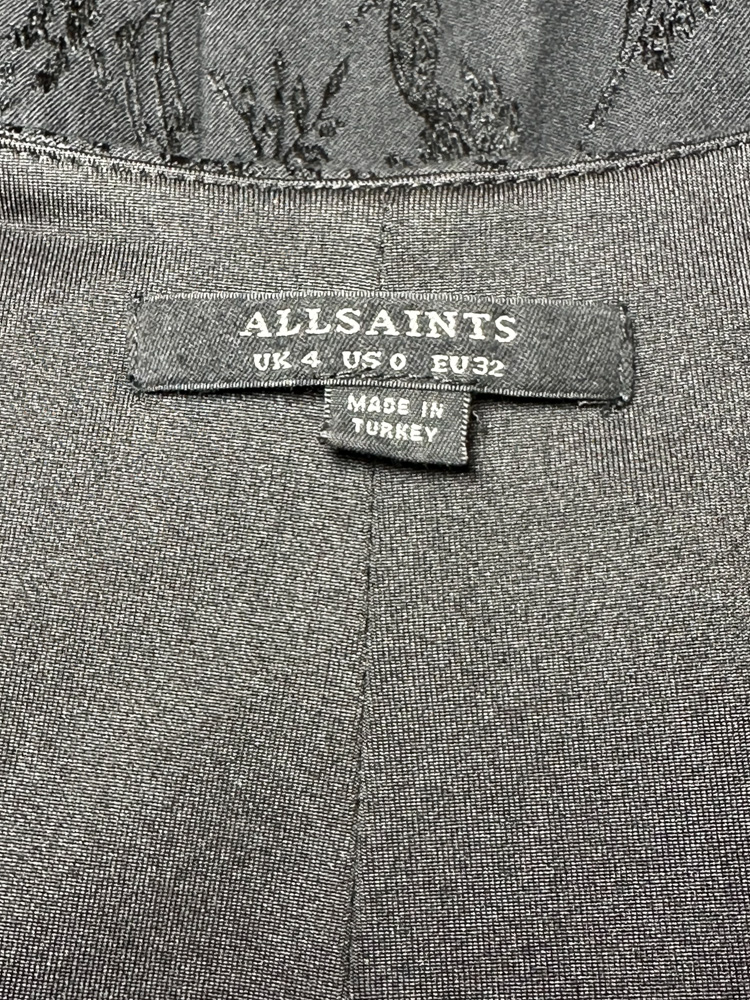 ALLSAINTS
UK 4 US 0 EU 32
MADE IN
TURKEY